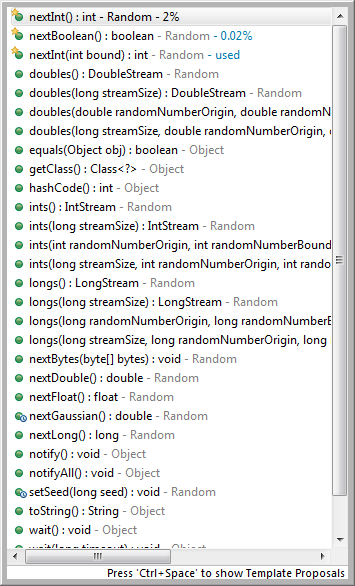 nextInt() : int - Random - 2%
nextBoolean() : boolean - Random - 0.02%
nextInt(int bound) : int - Random - used
doubles() : DoubleStream - Random
doubles(long streamSize) : DoubleStream - Random
doubles(double randomNumberOrigin, double randomN
doubles(long streamSize, double randomNumberOrigin,
equals(Object obj) : boolean - Object
getClass() : Class<?> - Object
hashCode() : int - Object
ints() : IntStream - Random
ints(long streamSize) : IntStream - Random
ints(int randomNumberOrigin, int randomNumberBound
ints(long streamSize, int randomNumberOrigin, int rando
longs() : LongStream - Random
longs(long streamSize) : LongStream - Random
longs(long randomNumberOrigin, long randomNumberB
longs(long streamSize, long randomNumberOrigin, long
nextBytes(byte[] bytes) : void - Random
nextDouble() : double - Random
nextFloat() : float - Random
nextGaussian() : double - Random
nextLong() : long - Random
notify() : void - Object
notifyAll() : void - Object
setSeed(long seed) : void - Random
toString() : String - Object
wait() : void - Object
wait(long timeout) : void - Object
Press 'Ctrl+Space' to show Template Proposals